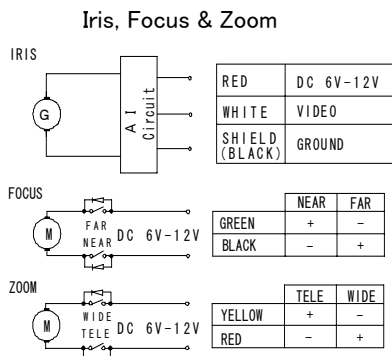 Iris, Focus & Zoom
IRIS
G
AI
Circuit
RED DC 6V-12V
WHITE VIDEO
SHIELD
(BLACK) GROUND
FOCUS
M
FAR
NEAR
DC 6V-12V
NEAR FAR
GREEN + −
BLACK − +
ZOOM
M
WIDE
TELE
DC 6V-12V
TELE WIDE
YELLOW + −
RED − +